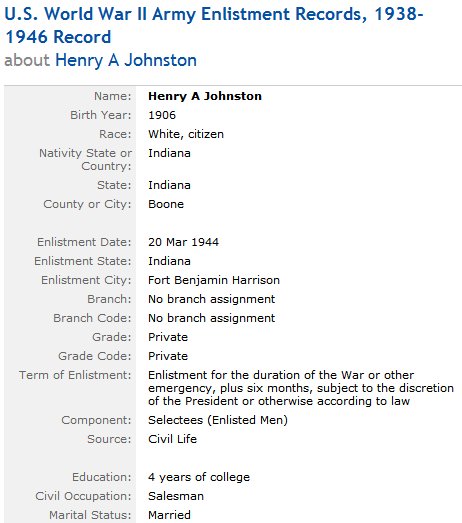 U.S. World War II Army Enlistment Records, 1938-
1946 Record
about Henry A Johnston
Name: Henry A Johnston
Birth Year: 1906
Race: White, citizen
Nativity State or Country: Indiana
State: Indiana
County or City: Boone
Enlistment Date: 20 Mar 1944
Enlistment State: Indiana
Enlistment City: Fort Benjamin Harrison
Branch: No branch assignment
Branch Code: No branch assignment
Grade: Private
Grade Code: Private
Term of Enlistment: Enlistment for the duration of the War or other
emergency, plus six months, subject to the discretion
of the President or otherwise according to law
Component: Selectees (Enlisted Men)
Source: Civil Life
Education: 4 years of college
Civil Occupation: Salesman
Marital Status: Married